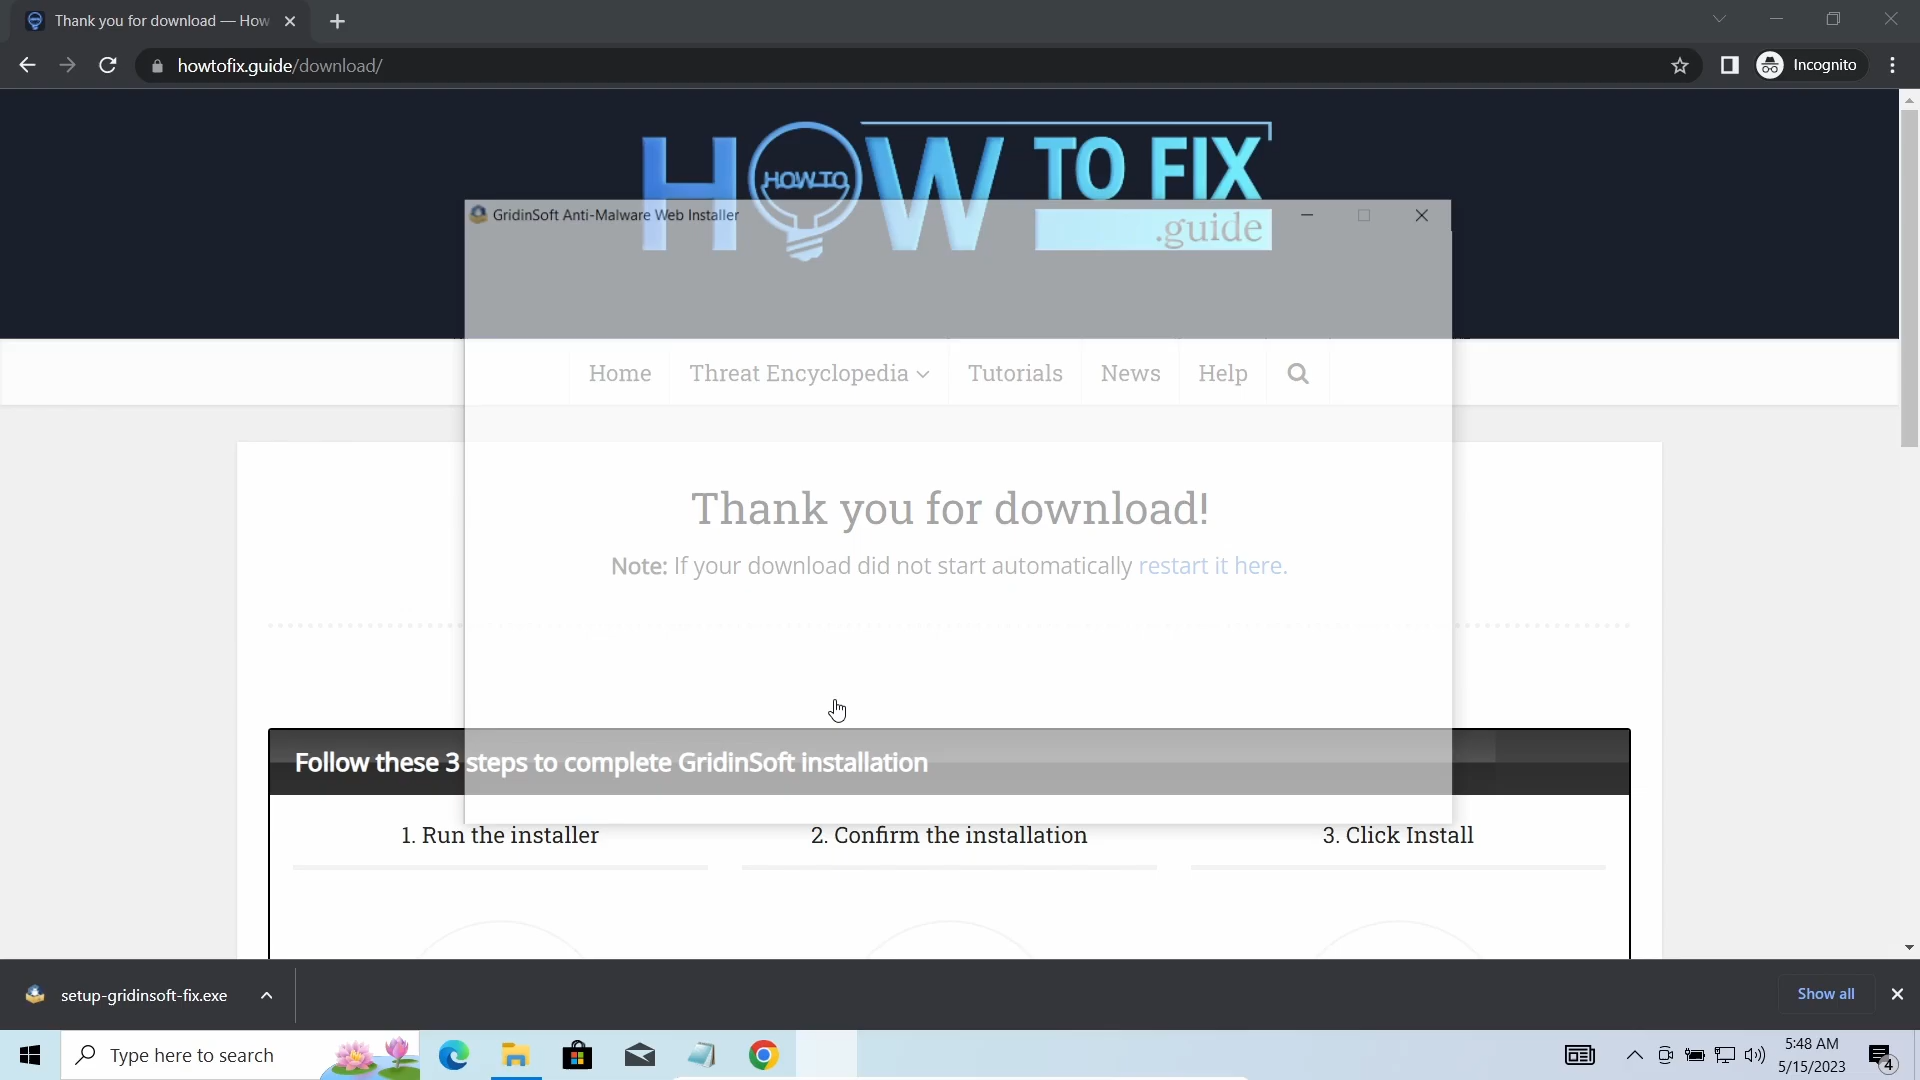 Thank you for download — How
howtofix.guide/download/
Incognito
HOW TO FIX
HOW TO
.guide
GridinSoft Anti-Malware Web Installer
Home Threat Encyclopedia Tutorials News Help
Thank you for download!
Note: If your download did not start automatically restart it here.
Follow these 3 steps to complete GridinSoft installation
1. Run the installer 2. Confirm the installation 3. Click Install
setup-gridinsoft-fix.exe
Show all
Type here to search
5:48 AM
5/15/2023
4